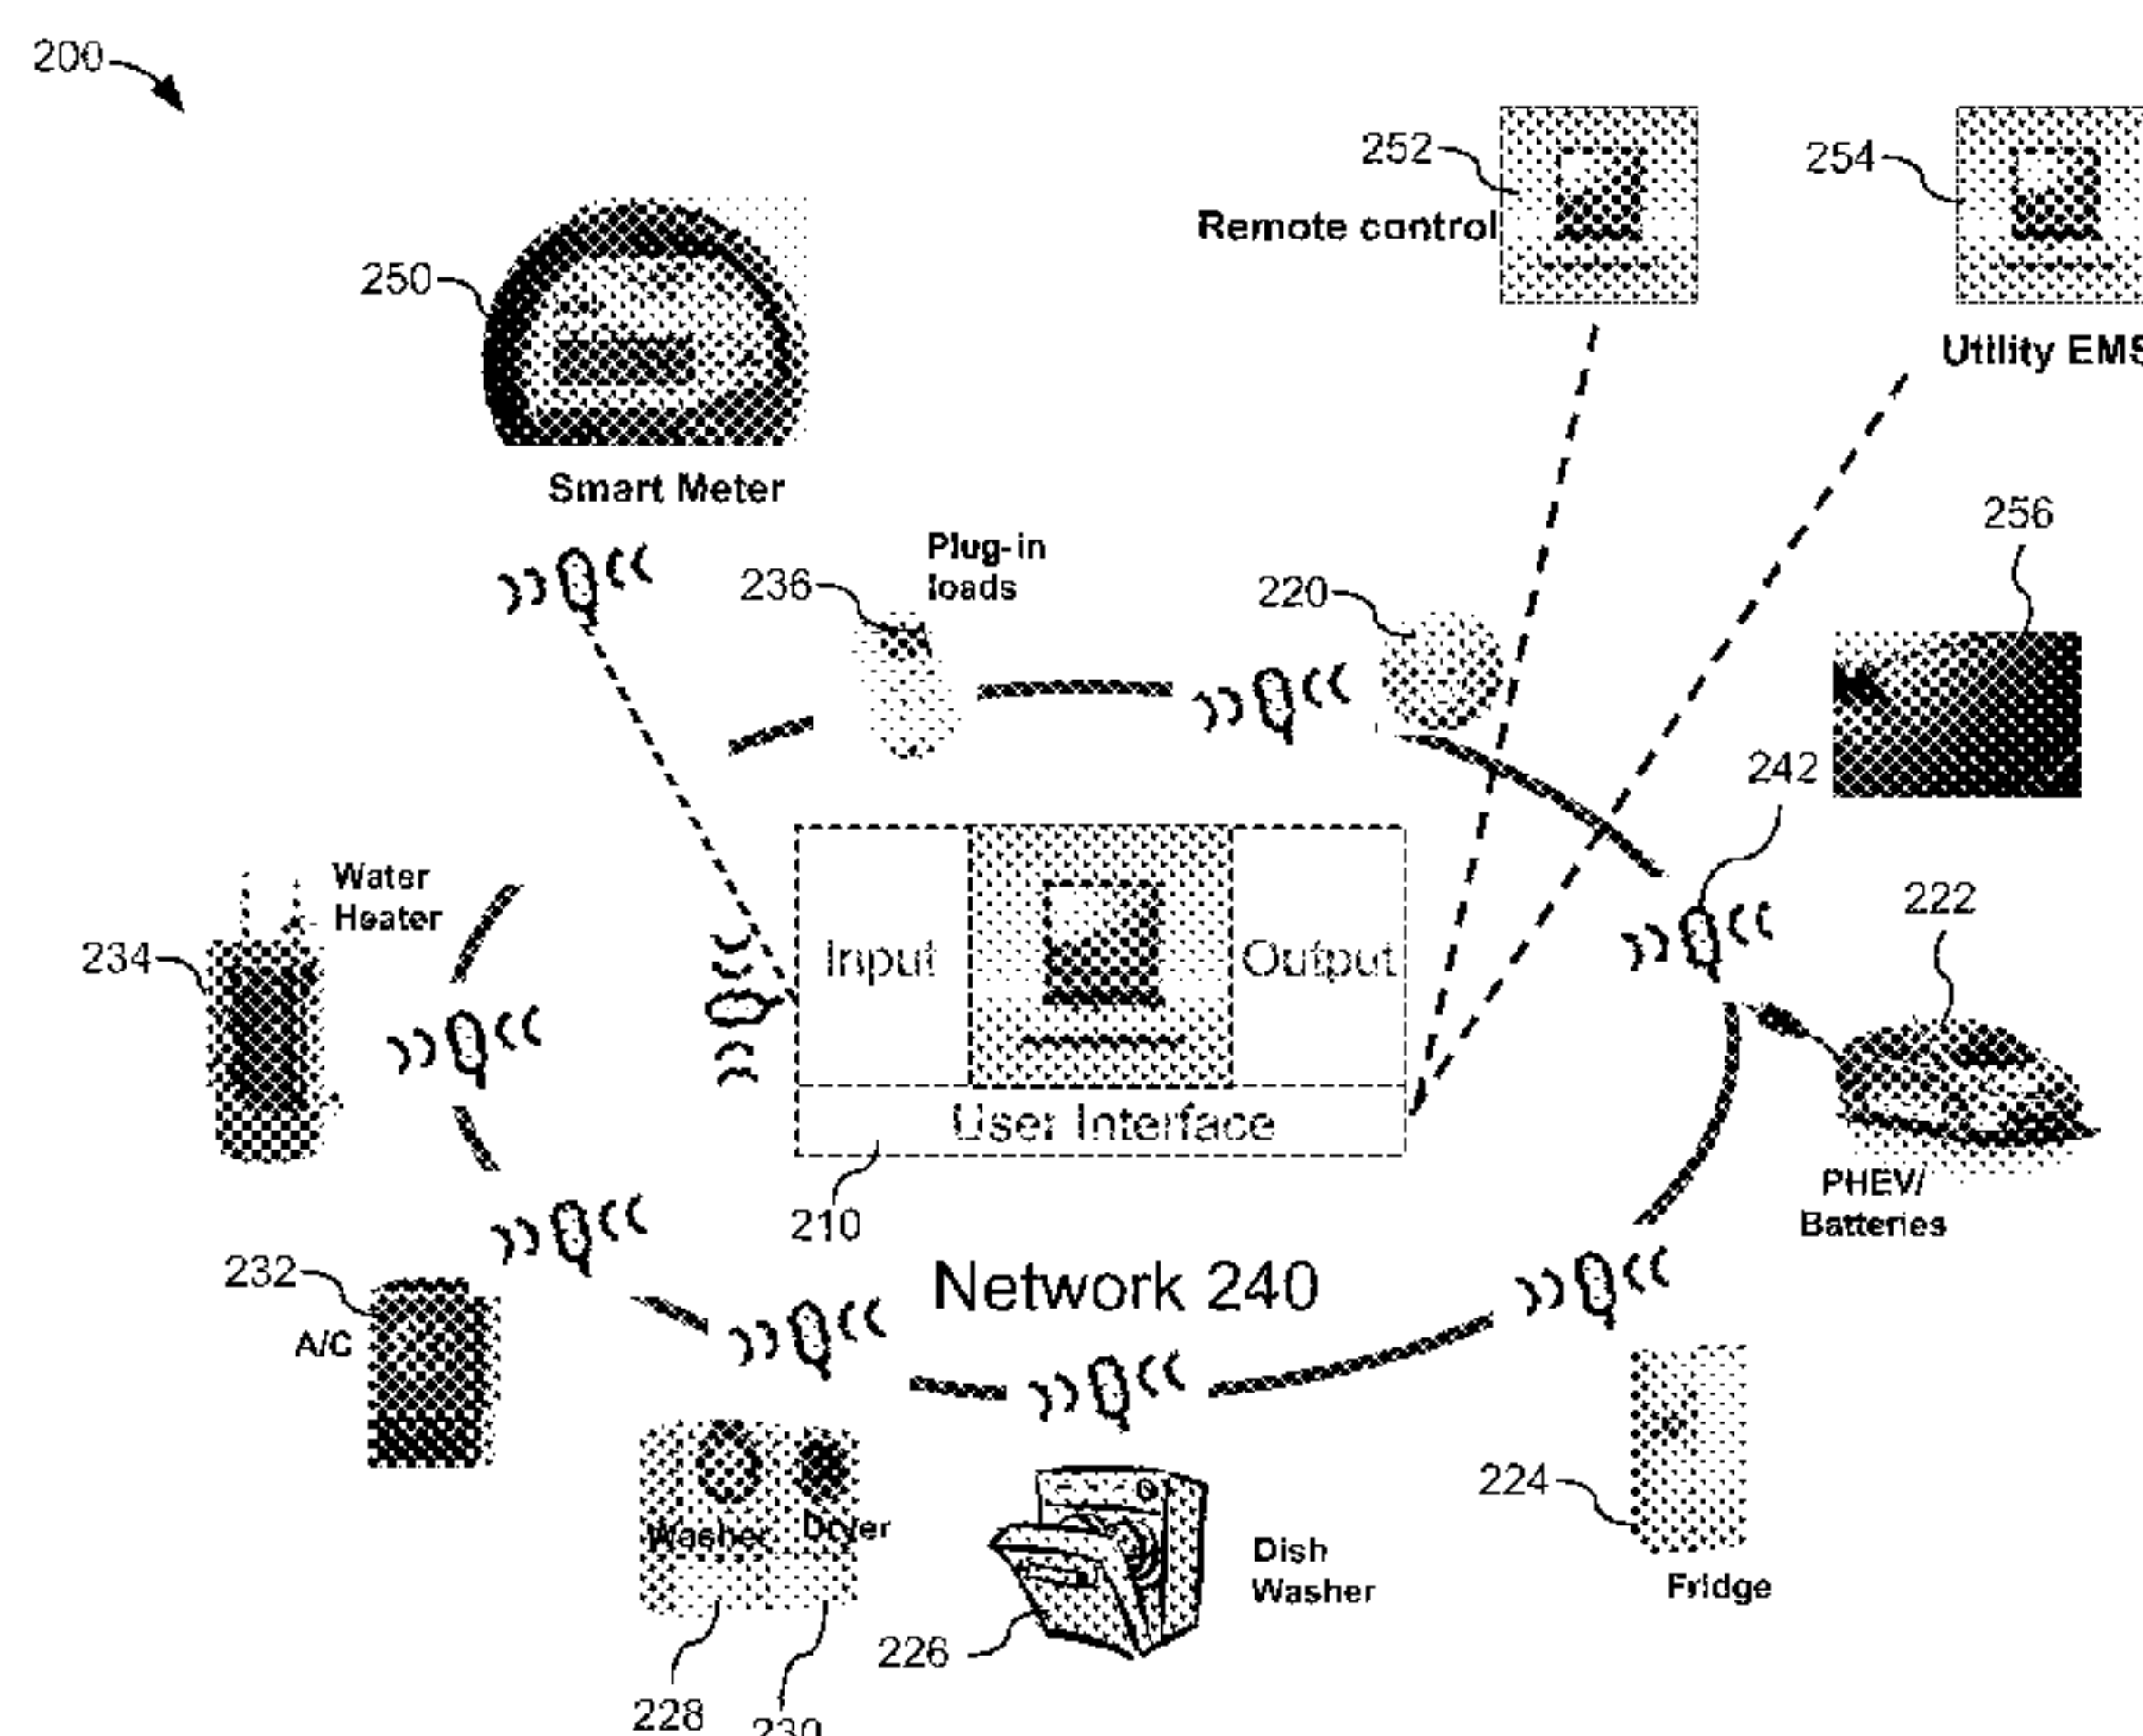 200
252
254
Remote control
250
Utility EMS
Smart Meter
256
Plug-in
loads
236
220
242
Water
Heater
222
234
Input
Output
User Interface
PHEV/
Batteries
210
232
Network 240
A/C
224
Washer
Dryer
Dish
Washer
Fridge
226
228
230